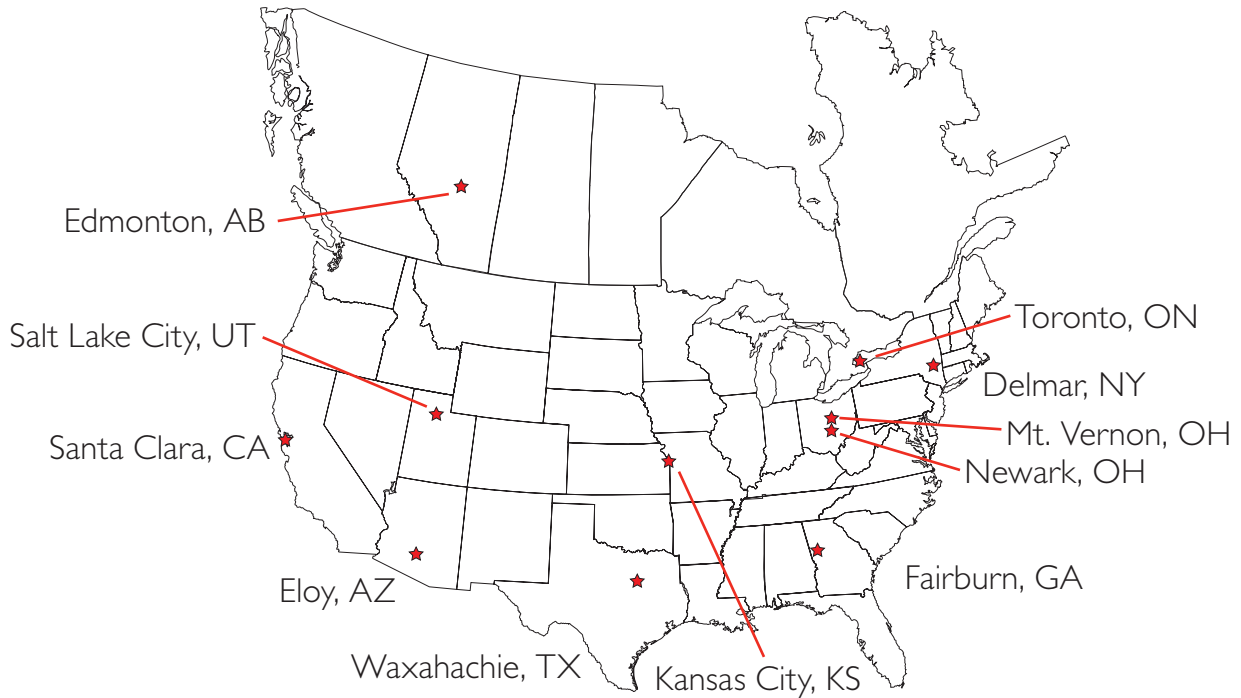 Edmonton, AB
Toronto, ON
Salt Lake City, UT
Delmar, NY
Santa Clara, CA
Mt. Vernon, OH
Newark, OH
Fairburn, GA
Eloy, AZ
Waxahachie, TX
Kansas City, KS